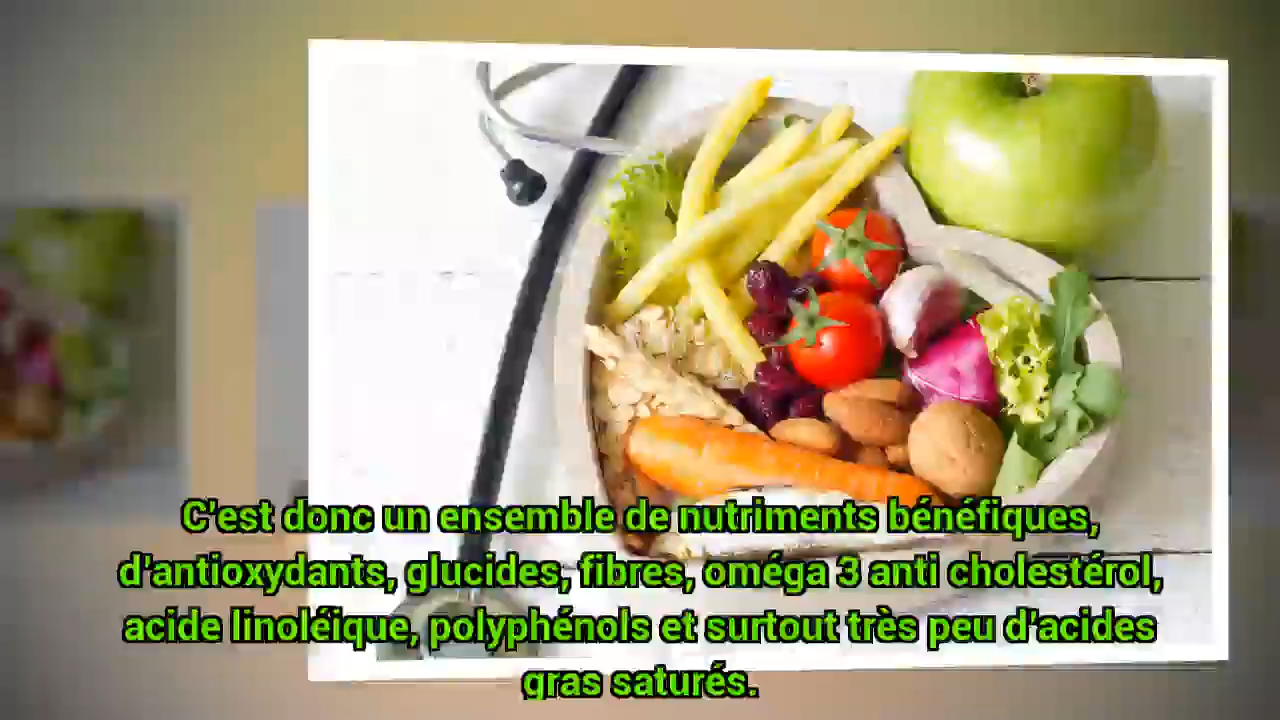 C'est donc un ensemble de nutriments bénéfiques,
d'antioxydants, glucides, fibres, oméga 3 anti cholestérol,
acide linoléique, polyphénols et surtout très peu d'acides
gras saturés.